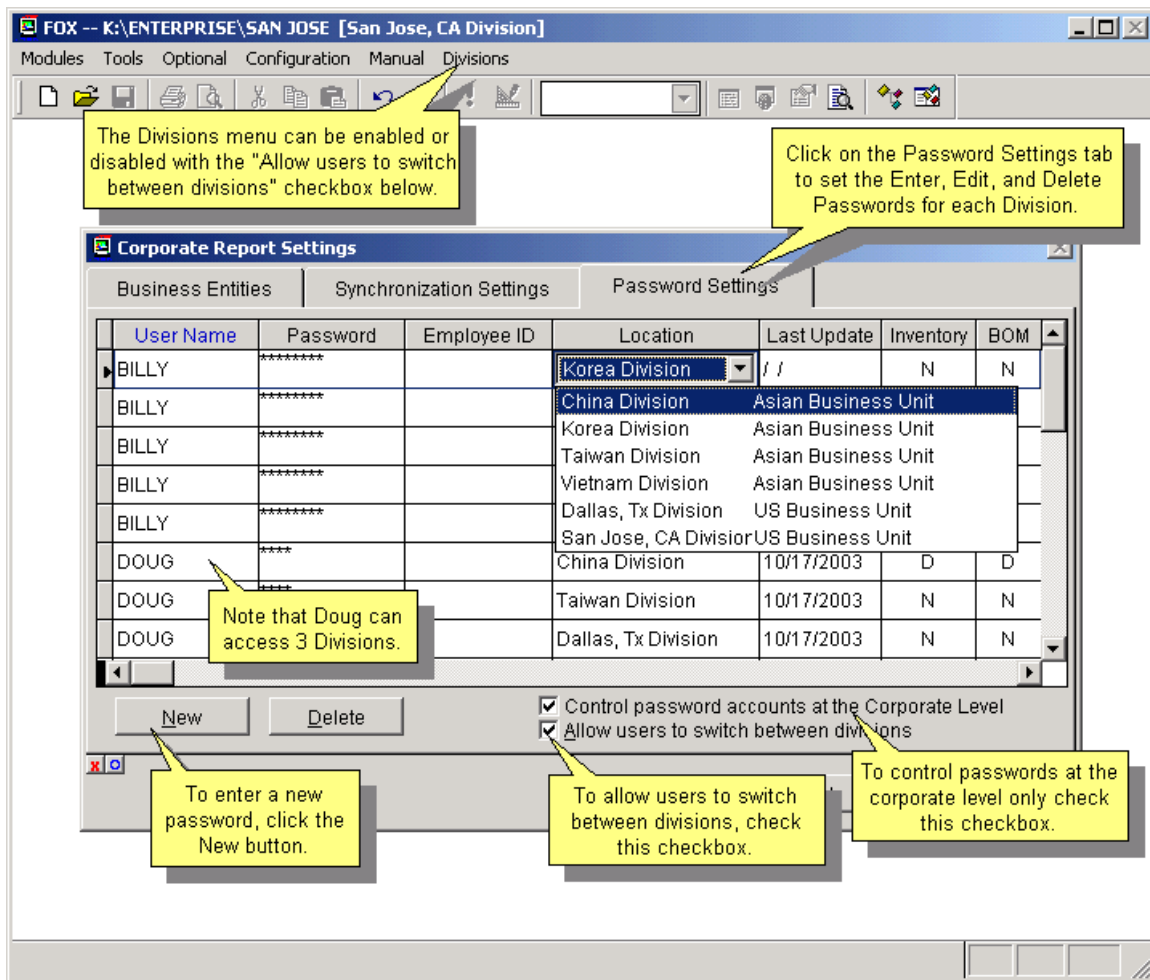 FOX -- K:\ENTERPRISE\SAN JOSE [San Jose, CA Division]
Modules Tools Optional Configuration Manual Divisions
The Divisions menu can be enabled or
disabled with the "Allow users to switch
between divisions" checkbox below.
Click on the Password Settings tab
to set the Enter, Edit, and Delete
Passwords for each Division.
Corporate Report Settings
Business Entities Synchronization Settings Password Settings
User Name Password Employee ID Location Last Update Inventory BOM
BILLY ******** Korea Division / / N N
BILLY ******** China Division Asian Business Unit
Korea Division Asian Business Unit
BILLY ******** Taiwan Division Asian Business Unit
BILLY ******** Vietnam Division Asian Business Unit
Dallas, Tx Division US Business Unit
BILLY ******** San Jose, CA Division US Business Unit
DOUG **** China Division 10/17/2003 D D
DOUG **** Taiwan Division 10/17/2003 N N
DOUG Dallas, Tx Division 10/17/2003 N N
Note that Doug can
access 3 Divisions.
New Delete
Control password accounts at the Corporate Level
Allow users to switch between divisions
x o
To enter a new
password, click the
New button.
To allow users to switch
between divisions, check
this checkbox.
To control passwords at the
corporate level only check
this checkbox.